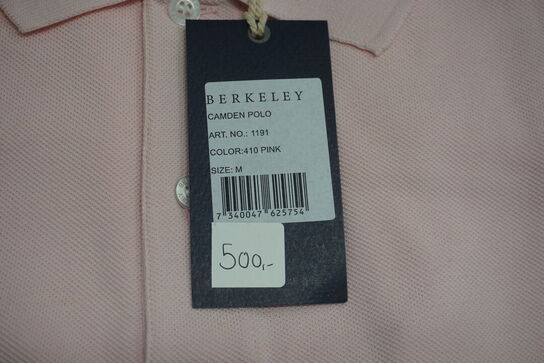 BERKELEY
CAMDEN POLO
ART. NO.: 1191
COLOR:410 PINK
SIZE: M
7 340047 625754
500,-